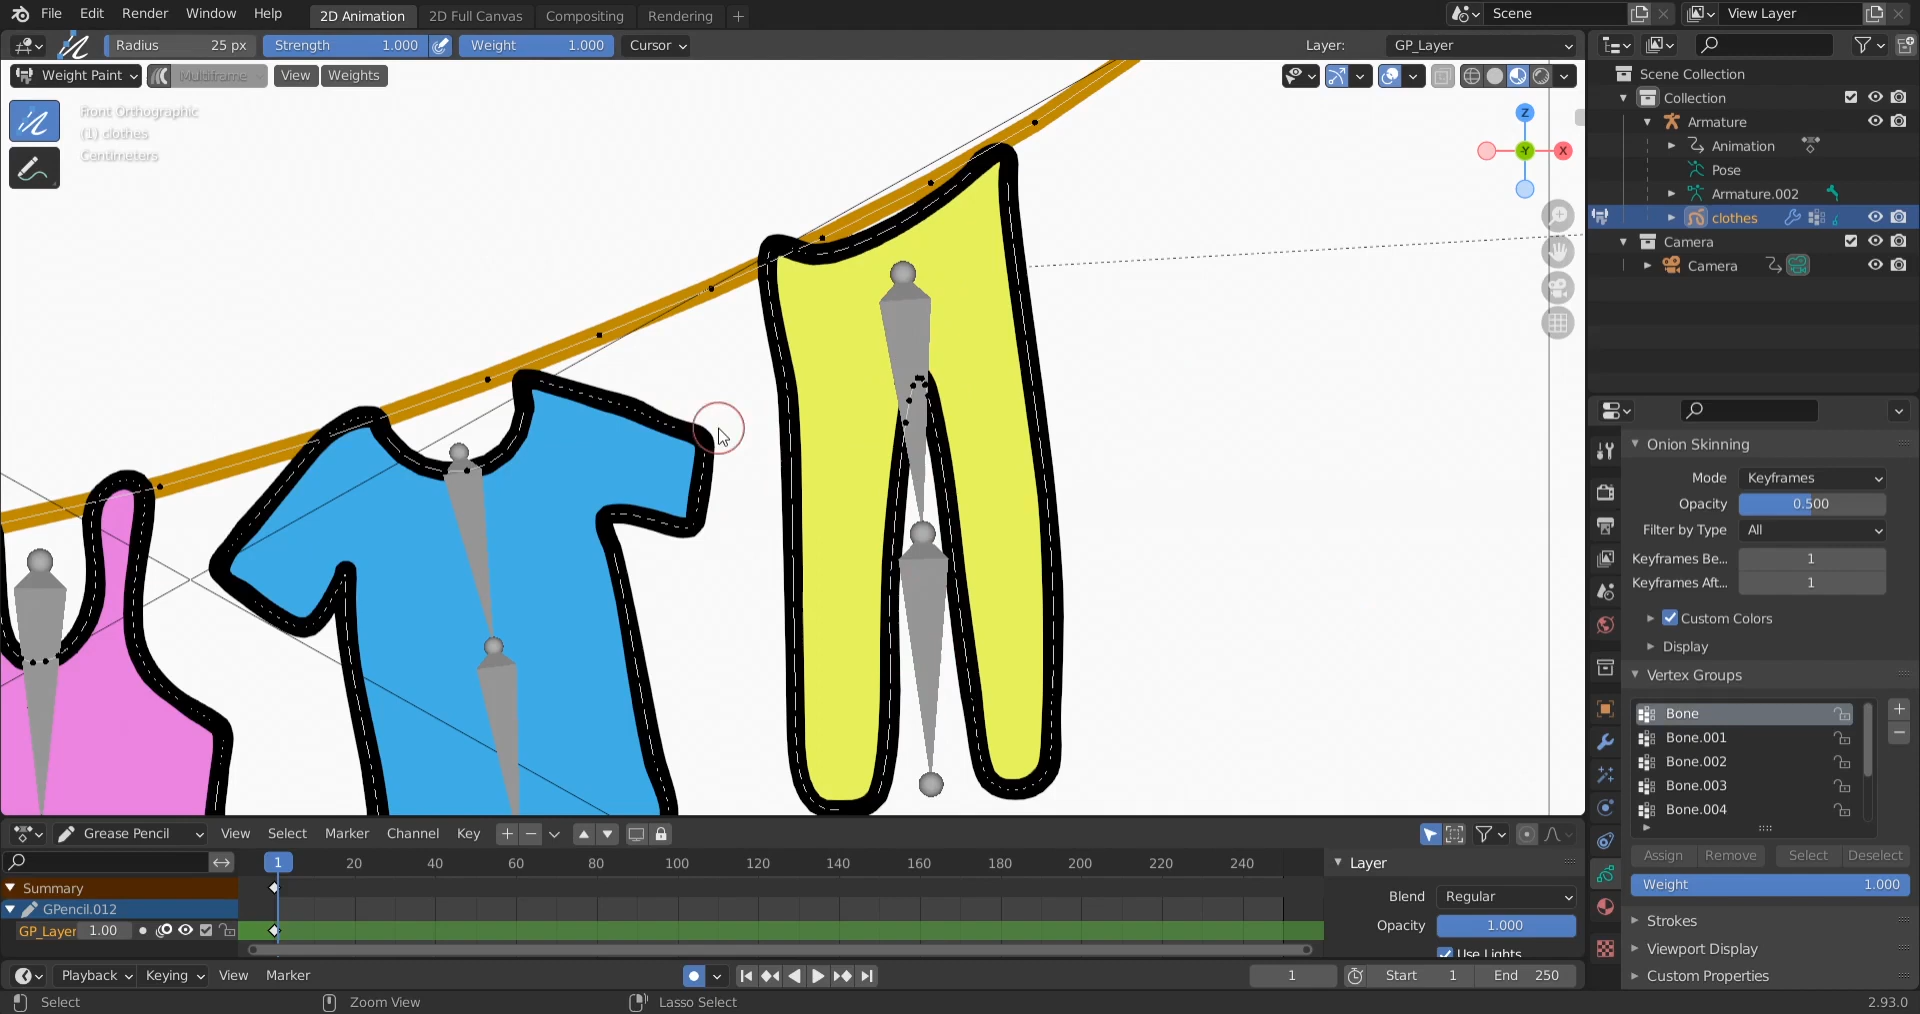 File Edit Render Window Help 2D Animation 2D Full Canvas Compositing Rendering + Scene View Layer
Radius 25 px Strength 1.000 Weight 1.000 Cursor Layer: GP_Layer
Weight Paint Multiframe View Weights
Front Orthographic
(1) clothes
Centimeters
Z
-Y
X
Scene Collection
Collection
Armature
Animation
Pose
Armature.002
clothes
Camera
Camera
Onion Skinning
Mode Keyframes
Opacity 0.500
Filter by Type All
Keyframes Be... 1
Keyframes Aft... 1
Custom Colors
Display
Vertex Groups
Bone
Bone.001
Bone.002
Bone.003
Bone.004
Assign Remove Select Deselect
Weight 1.000
Strokes
Viewport Display
Custom Properties
Grease Pencil View Select Marker Channel Key
1 20 40 60 80 100 120 140 160 180 200 220 240
Summary
GPencil.012
GP_Layer 1.00
Layer
Blend Regular
Opacity 1.000
Use Lights
Playback Keying View Marker 1 Start 1 End 250
Select Zoom View Lasso Select 2.93.0